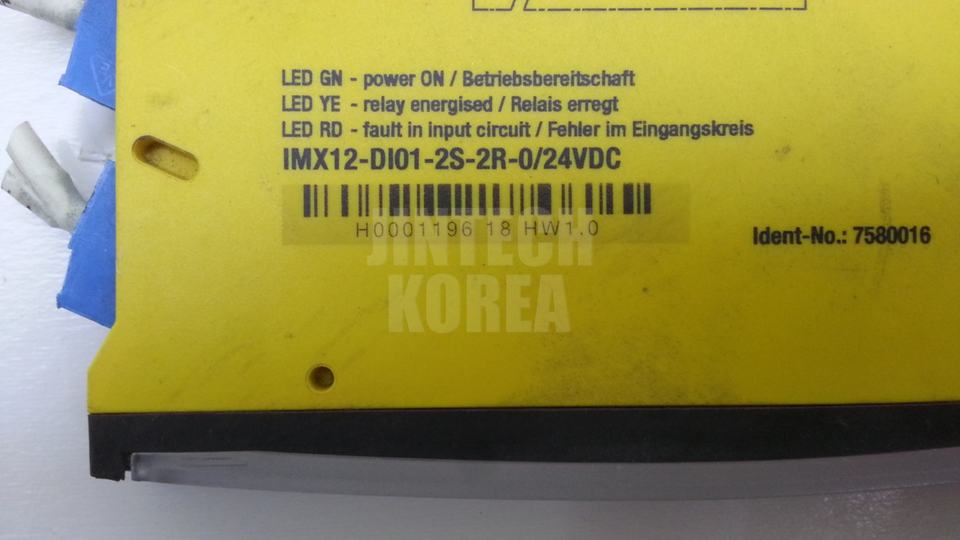 LED GN - power ON / Betriebsbereitschaft
LED YE - relay energised / Relais erregt
LED RD - fault in input circuit / Fehler im Eingangskreis
IMX12-DI01-2S-2R-0/24VDC
H0001196 18 HW1.0
Ident-No.: 7580016
JINTECH
KOREA